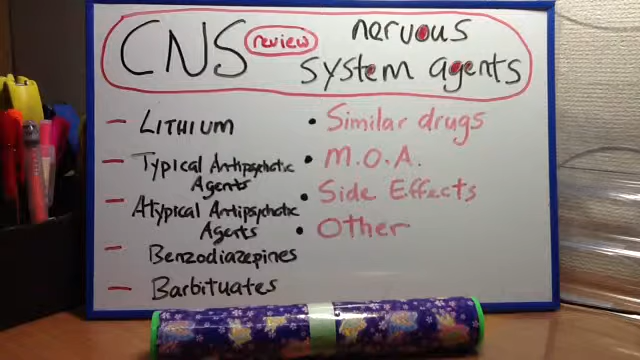 CNS review nervous
system agents
– LITHIUM
– Typical Antipsychotic
Agents
– Atypical Antipsychotic
Agents
– Benzodiazepines
– Barbituates
• Similar drugs
• M.O.A.
• Side Effects
• Other